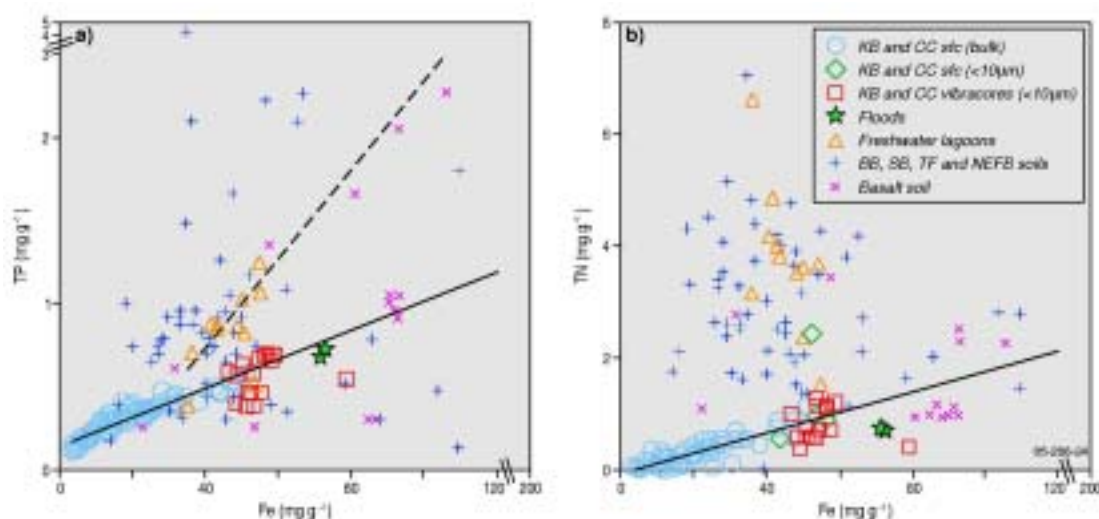 a)
TP (mg g⁻¹)
5
4
3
2
1
0
0 40 80 120 200
Fe (mg g⁻¹)
b)
TN (mg g⁻¹)
8
6
4
2
0
0 40 80 120 200
Fe (mg g⁻¹)
KB and CC sfc (bulk)
KB and CC sfc (<10µm)
KB and CC vibracores (<10µm)
Floods
Freshwater lagoons
BB, SB, TF and NEFB soils
Basalt soil